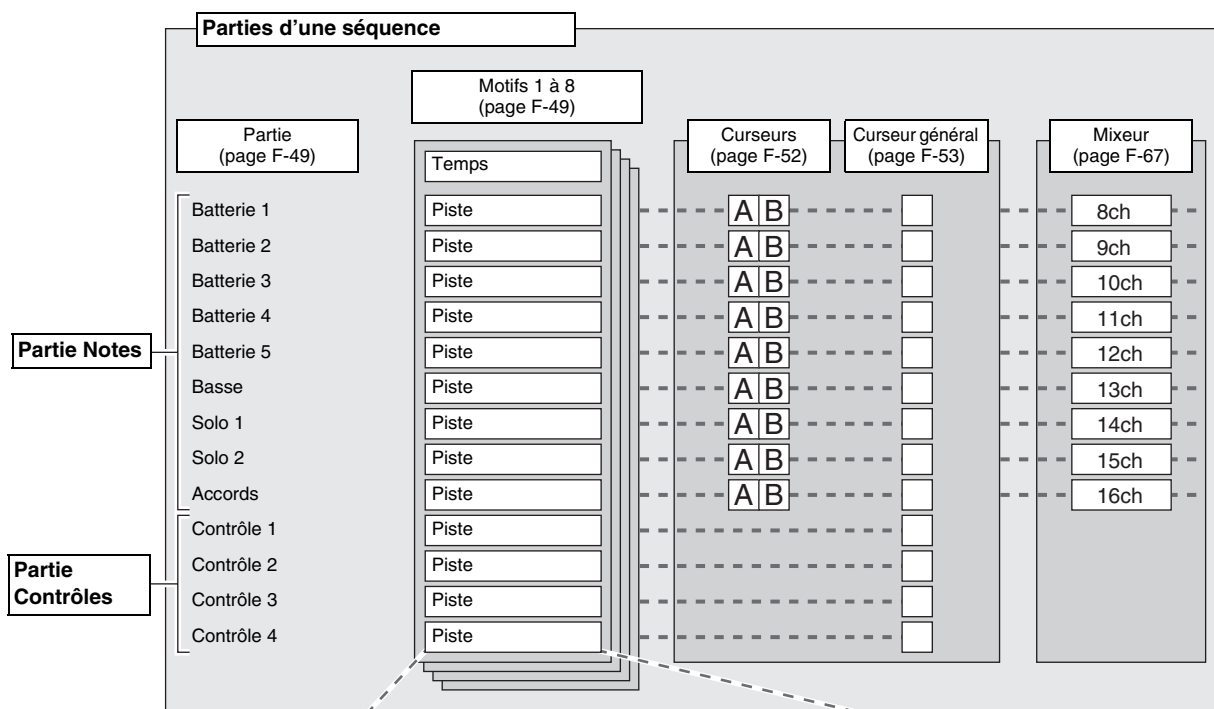 Parties d'une séquence
Motifs 1 à 8
(page F-49)
Partie
(page F-49)
Curseurs
(page F-52)
Curseur général
(page F-53)
Mixeur
(page F-67)
Temps
Batterie 1 Piste A B 8ch
Batterie 2 Piste A B 9ch
Batterie 3 Piste A B 10ch
Batterie 4 Piste A B 11ch
Partie Notes
Batterie 5 Piste A B 12ch
Basse Piste A B 13ch
Solo 1 Piste A B 14ch
Solo 2 Piste A B 15ch
Accords Piste A B 16ch
Contrôle 1 Piste
Partie
Contrôles
Contrôle 2 Piste
Contrôle 3 Piste
Contrôle 4 Piste